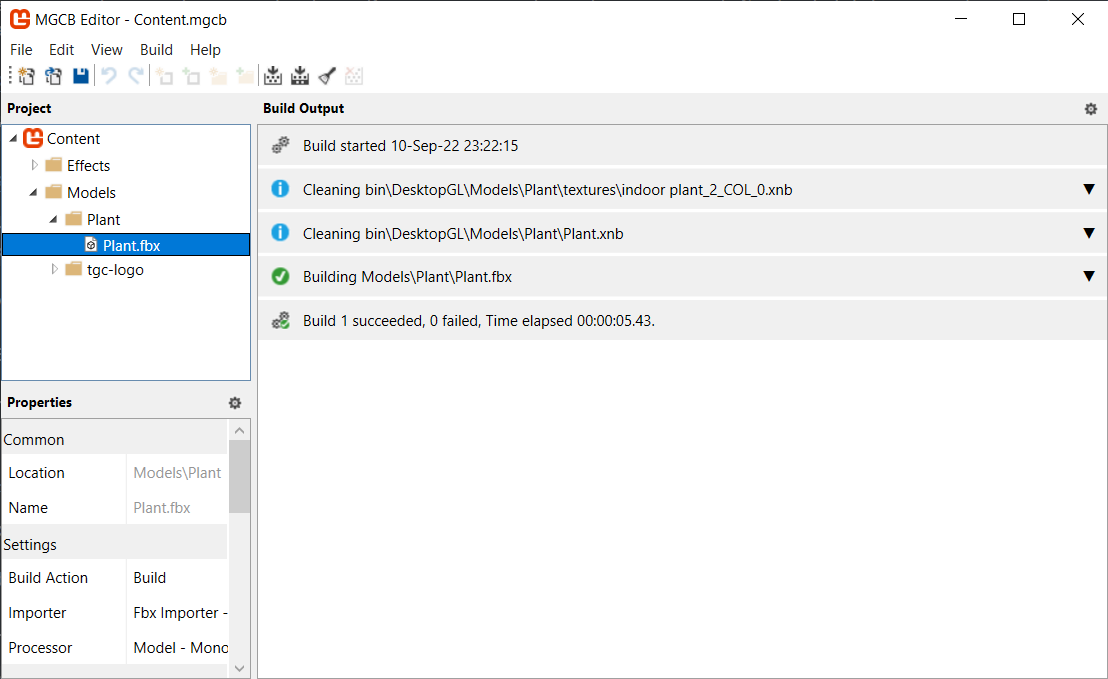 MGCB Editor - Content.mgcb
File Edit View Build Help
Project
Content
Effects
Models
Plant
Plant.fbx
tgc-logo
Properties
Common
Location Models\Plant
Name Plant.fbx
Settings
Build Action Build
Importer Fbx Importer -
Processor Model - Mono
Build Output
Build started 10-Sep-22 23:22:15
Cleaning bin\DesktopGL\Models\Plant\textures\indoor plant_2_COL_0.xnb
Cleaning bin\DesktopGL\Models\Plant\Plant.xnb
Building Models\Plant\Plant.fbx
Build 1 succeeded, 0 failed, Time elapsed 00:00:05.43.